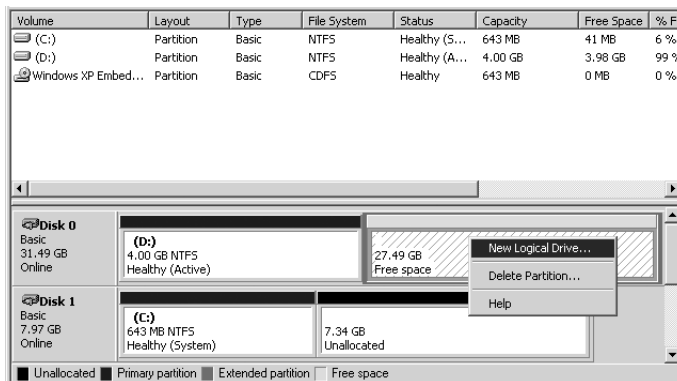 Volume Layout Type File System Status Capacity Free Space % F
(C:) Partition Basic NTFS Healthy (S... 643 MB 41 MB 6 %
(D:) Partition Basic NTFS Healthy (A... 4.00 GB 3.98 GB 99 %
Windows XP Embed... Partition Basic CDFS Healthy 643 MB 0 MB 0 %
Disk 0
Basic
31.49 GB
Online
(D:)
4.00 GB NTFS
Healthy (Active)
27.49 GB
Free space
New Logical Drive...
Delete Partition...
Help
Disk 1
Basic
7.97 GB
Online
(C:)
643 MB NTFS
Healthy (System)
7.34 GB
Unallocated
Unallocated Primary partition Extended partition Free space